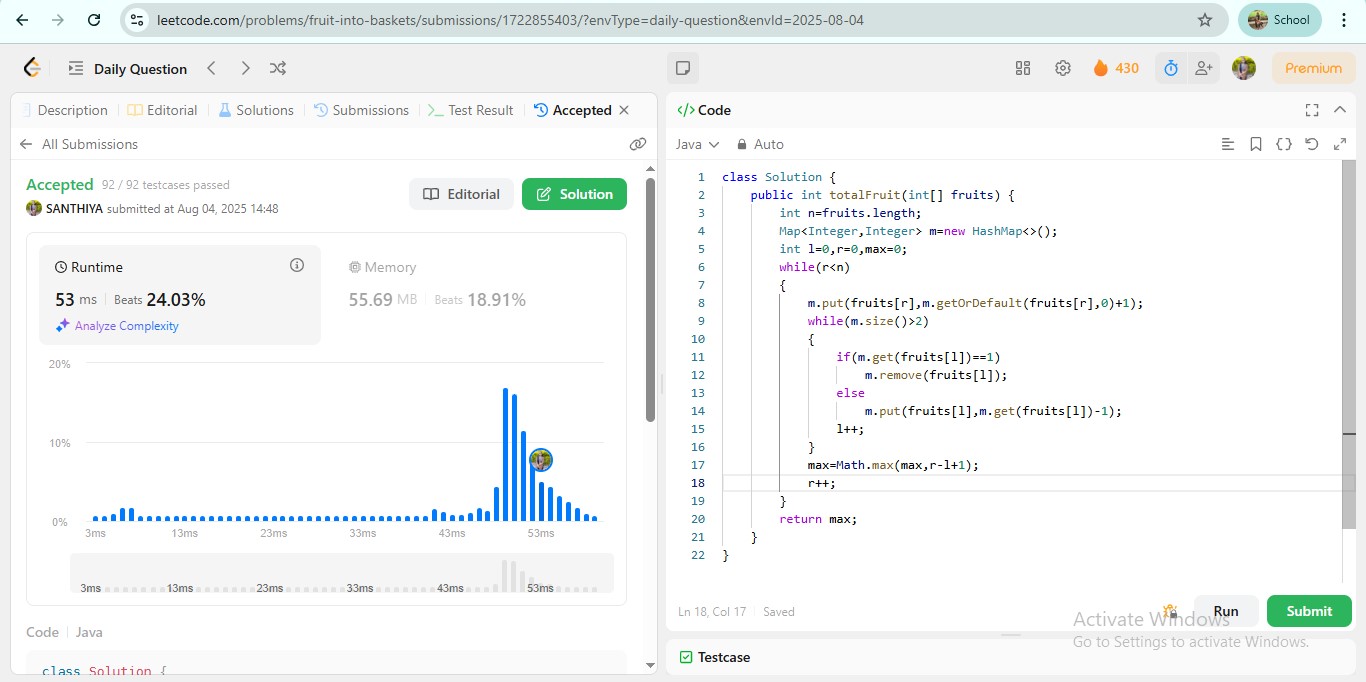 leetcode.com/problems/fruit-into-baskets/submissions/1722855403/?envType=daily-question&envId=2025-08-04
School
Daily Question
430
Premium
Description
Editorial
Solutions
Submissions
Test Result
Accepted
All Submissions
Accepted 92 / 92 testcases passed
SANTHIYA submitted at Aug 04, 2025 14:48
Editorial
Solution
Runtime
53 ms
Beats 24.03%
Analyze Complexity
Memory
55.69 MB
Beats 18.91%
20%
10%
0%
3ms 13ms 23ms 33ms 43ms 53ms
3ms 13ms 23ms 33ms 43ms 53ms
Code
Java
class Solution {
</> Code
Java
Auto
1 class Solution {
2 public int totalFruit(int[] fruits) {
3 int n=fruits.length;
4 Map<Integer,Integer> m=new HashMap<>();
5 int l=0,r=0,max=0;
6 while(r<n)
7 {
8 m.put(fruits[r],m.getOrDefault(fruits[r],0)+1);
9 while(m.size()>2)
10 {
11 if(m.get(fruits[l])==1)
12 m.remove(fruits[l]);
13 else
14 m.put(fruits[l],m.get(fruits[l])-1);
15 l++;
16 }
17 max=Math.max(max,r-l+1);
18 r++;
19 }
20 return max;
21 }
22 }
Ln 18, Col 17
Saved
Run
Submit
Activate Windows
Go to Settings to activate Windows.
Testcase